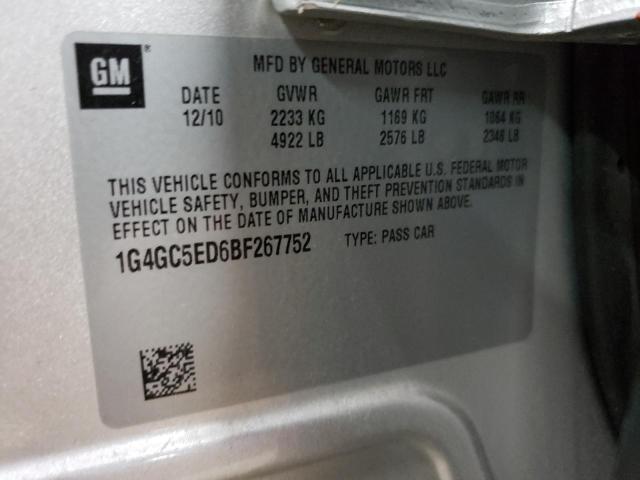 GM ®
MFD BY GENERAL MOTORS LLC
DATE GVWR GAWR FRT GAWR RR
12/10 2233 KG 1169 KG 1064 KG
4922 LB 2576 LB 2346 LB
THIS VEHICLE CONFORMS TO ALL APPLICABLE U.S. FEDERAL MOTOR
VEHICLE SAFETY, BUMPER, AND THEFT PREVENTION STANDARDS IN
EFFECT ON THE DATE OF MANUFACTURE SHOWN ABOVE.
1G4GC5ED6BF267752 TYPE: PASS CAR